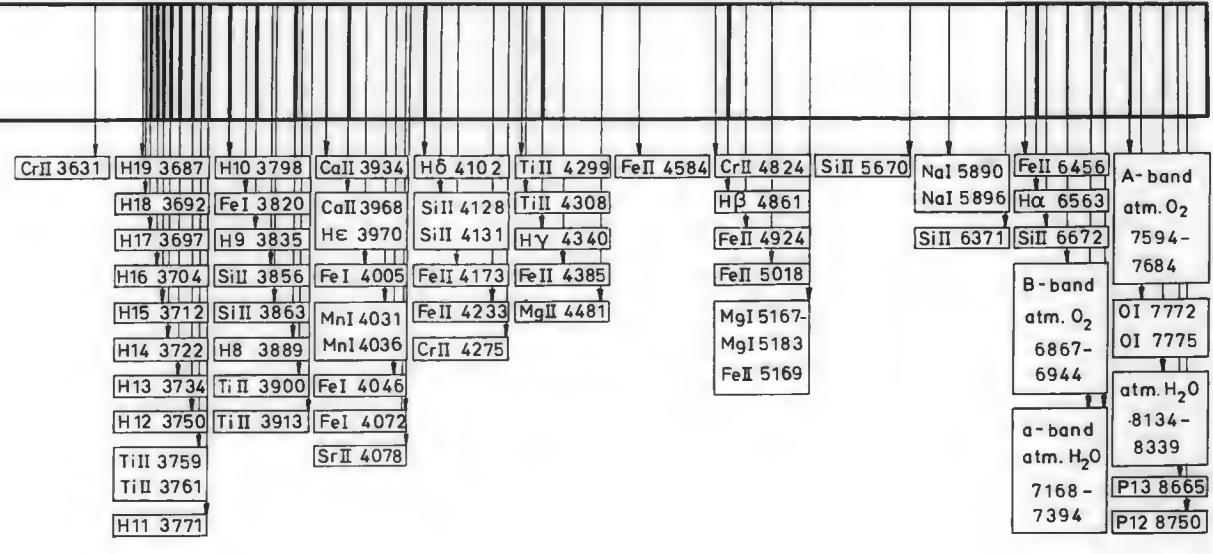 CrII 3631
H19 3687
H18 3692
H17 3697
H16 3704
H15 3712
H14 3722
H13 3734
H12 3750
TiII 3759
TiII 3761
H11 3771
H10 3798
FeI 3820
H9 3835
SiII 3856
SiII 3863
H8 3889
TiII 3900
TiII 3913
CaII 3934
CaII 3968
Hε 3970
FeI 4005
MnI 4031
MnI 4036
FeI 4046
FeI 4072
SrII 4078
Hδ 4102
SiII 4128
SiII 4131
FeII 4173
FeII 4233
CrII 4275
TiII 4299
TiII 4308
Hγ 4340
FeII 4385
MgII 4481
FeII 4584
CrII 4824
Hβ 4861
FeII 4924
FeII 5018
MgI 5167-
MgI 5183
FeII 5169
SiII 5670
NaI 5890
NaI 5896
SiII 6371
FeII 6456
Hα 6563
SiII 6672
B-band
atm. O₂
6867–
6944
a-band
atm. H₂O
7168–
7394
A-band
atm. O₂
7594–
7684
OI 7772
OI 7775
atm. H₂O
8134–
8339
P13 8665
P12 8750